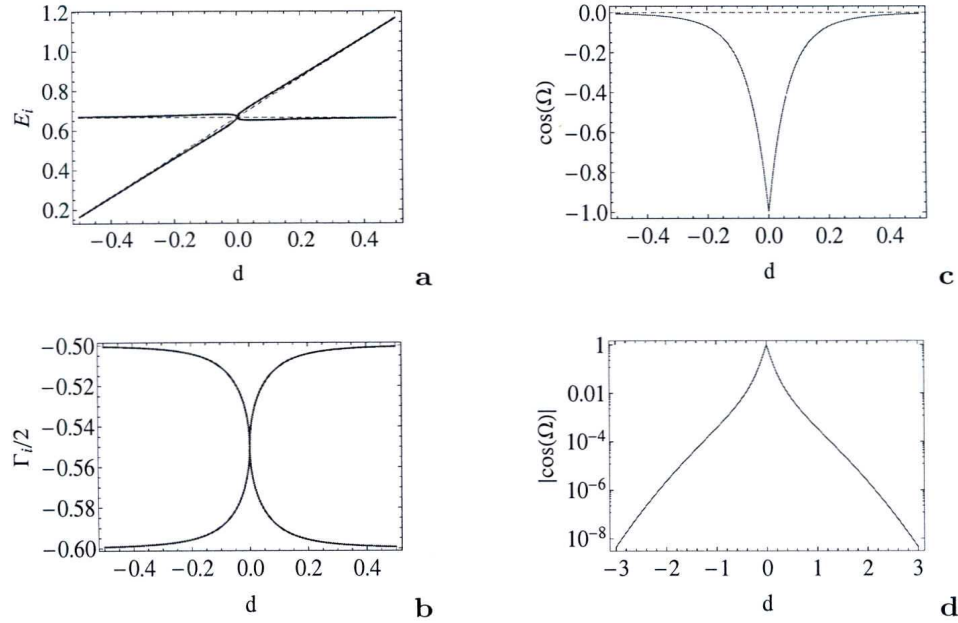 1.2
1.0
0.8
0.6
0.4
0.2
E_i
−0.4 −0.2 0.0 0.2 0.4
d
a
0.0
−0.2
−0.4
−0.6
−0.8
−1.0
cos(Ω)
−0.4 −0.2 0.0 0.2 0.4
d
c
−0.50
−0.52
−0.54
−0.56
−0.58
−0.60
Γ_i/2
−0.4 −0.2 0.0 0.2 0.4
d
b
1
0.01
10⁻⁴
10⁻⁶
10⁻⁸
|cos(Ω)|
−3 −2 −1 0 1 2 3
d
d